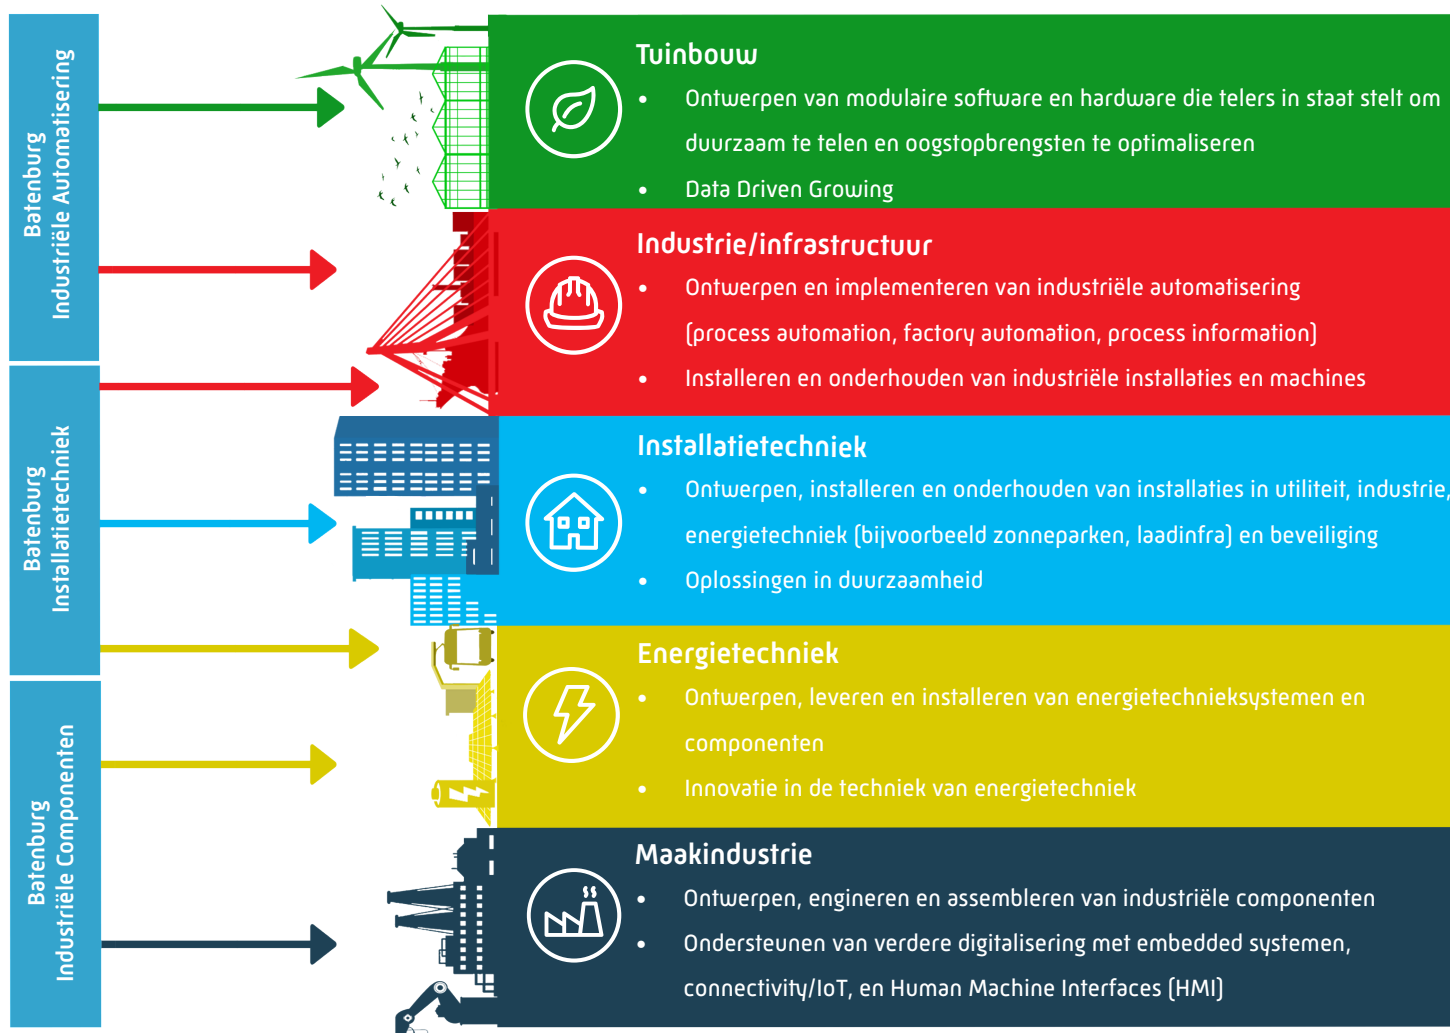 Batenburg
Industriële Automatisering
Batenburg
Installatietechniek
Batenburg
Industriële Componenten
Tuinbouw
• Ontwerpen van modulaire software en hardware die telers in staat stelt om
duurzaam te telen en oogstopbrengsten te optimaliseren
• Data Driven Growing
Industrie/infrastructuur
• Ontwerpen en implementeren van industriële automatisering
(process automation, factory automation, process information)
• Installeren en onderhouden van industriële installaties en machines
Installatietechniek
• Ontwerpen, installeren en onderhouden van installaties in utiliteit, industrie,
energietechniek (bijvoorbeeld zonneparken, laadinfra) en beveiliging
• Oplossingen in duurzaamheid
Energietechniek
• Ontwerpen, leveren en installeren van energietechnieksystemen en
componenten
• Innovatie in de techniek van energietechniek
Maakindustrie
• Ontwerpen, engineren en assembleren van industriële componenten
• Ondersteunen van verdere digitalisering met embedded systemen,
connectivity/IoT, en Human Machine Interfaces (HMI)